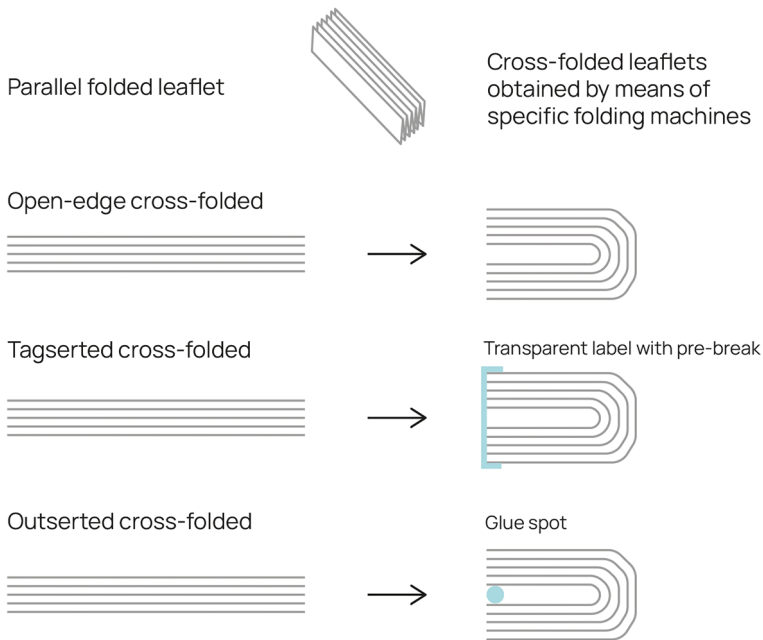 Parallel folded leaflet
Cross-folded leaflets
obtained by means of
specific folding machines
Open-edge cross-folded
Tagserted cross-folded
Transparent label with pre-break
Outserted cross-folded
Glue spot